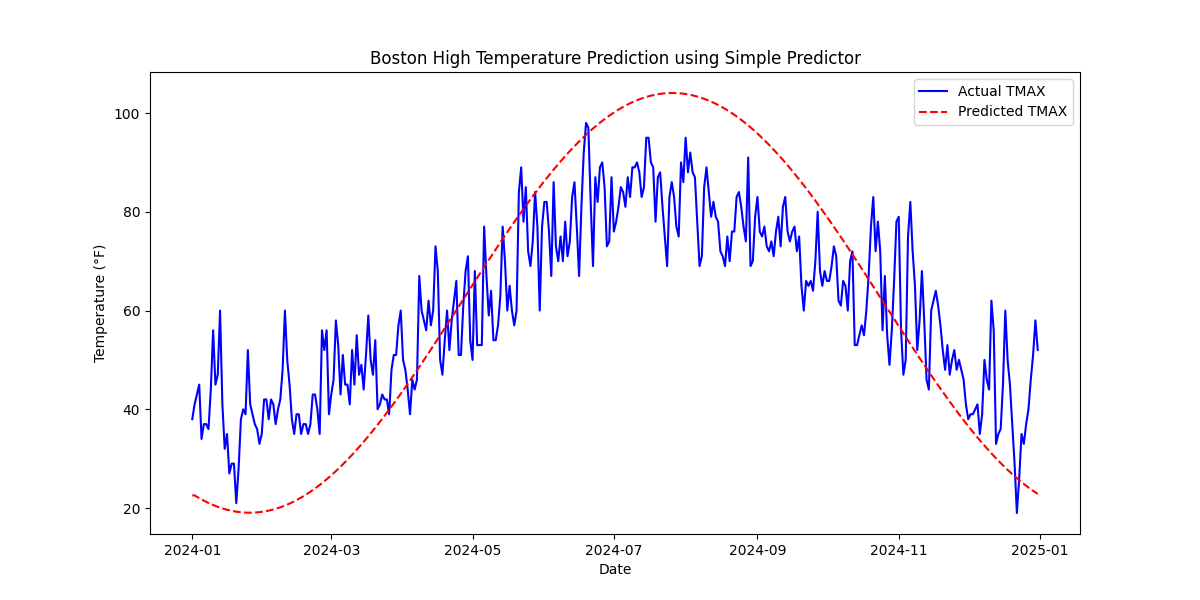 Boston High Temperature Prediction using Simple Predictor
Actual TMAX
Predicted TMAX
Temperature (°F)
100
80
60
40
20
2024-01
2024-03
2024-05
2024-07
2024-09
2024-11
2025-01
Date